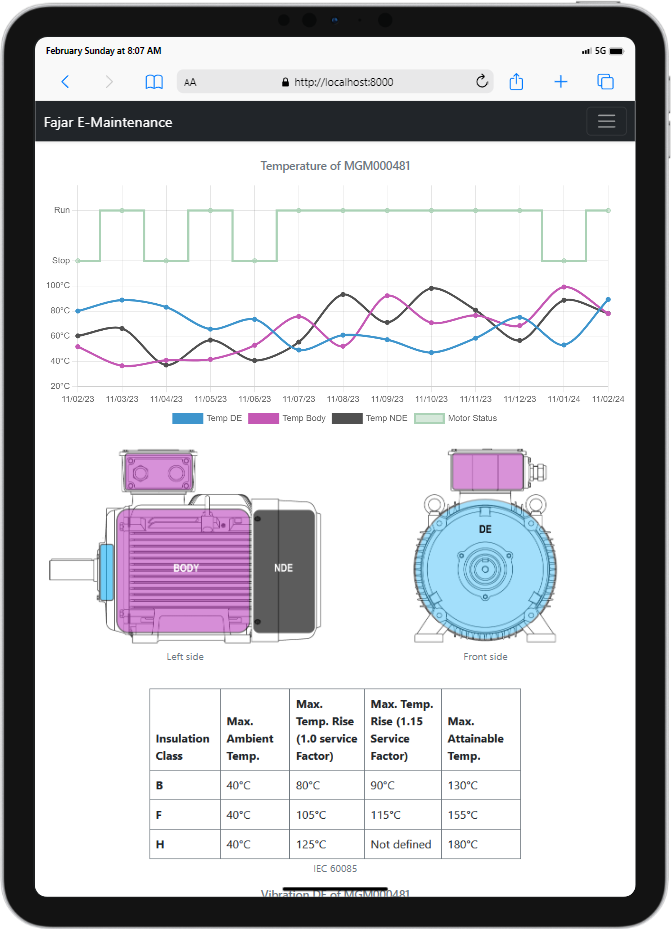 February Sunday at 8:07 AM
5G
AA
http://localhost:8000
Fajar E-Maintenance
Temperature of MGM000481
Run
Stop
100°C
80°C
60°C
40°C
20°C
11/02/23 11/03/23 11/04/23 11/05/23 11/06/23 11/07/23 11/08/23 11/09/23 11/10/23 11/11/23 11/12/23 11/01/24 11/02/24
Temp DE Temp Body Temp NDE Motor Status
BODY
NDE
DE
Left side
Front side
Insulation Class
Max. Ambient Temp.
Max. Temp. Rise (1.0 service Factor)
Max. Temp. Rise (1.15 Service Factor)
Max. Attainable Temp.
B 40°C 80°C 90°C 130°C
F 40°C 105°C 115°C 155°C
H 40°C 125°C Not defined 180°C
IEC 60085
Vibration DE of MGM000481